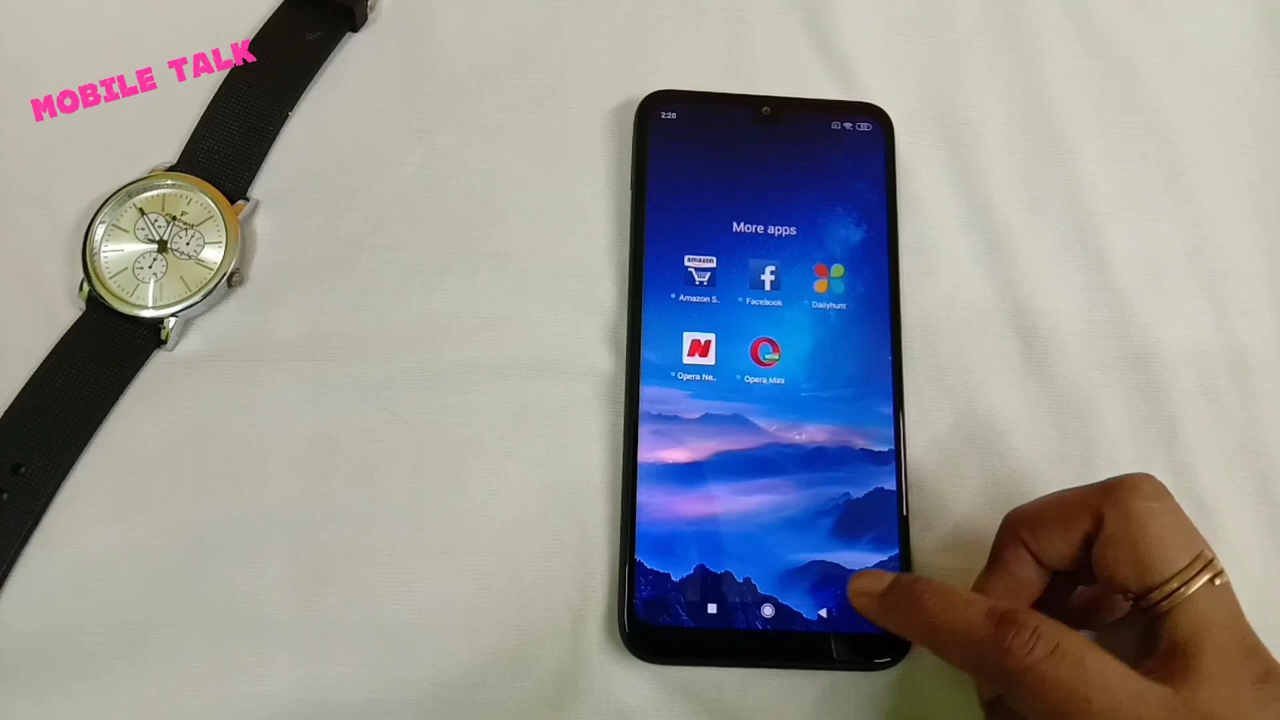 MOBILE TALK
2:20
More apps
amazon
Amazon S..
Facebook
Dailyhunt
Opera Ne..
Opera Mini